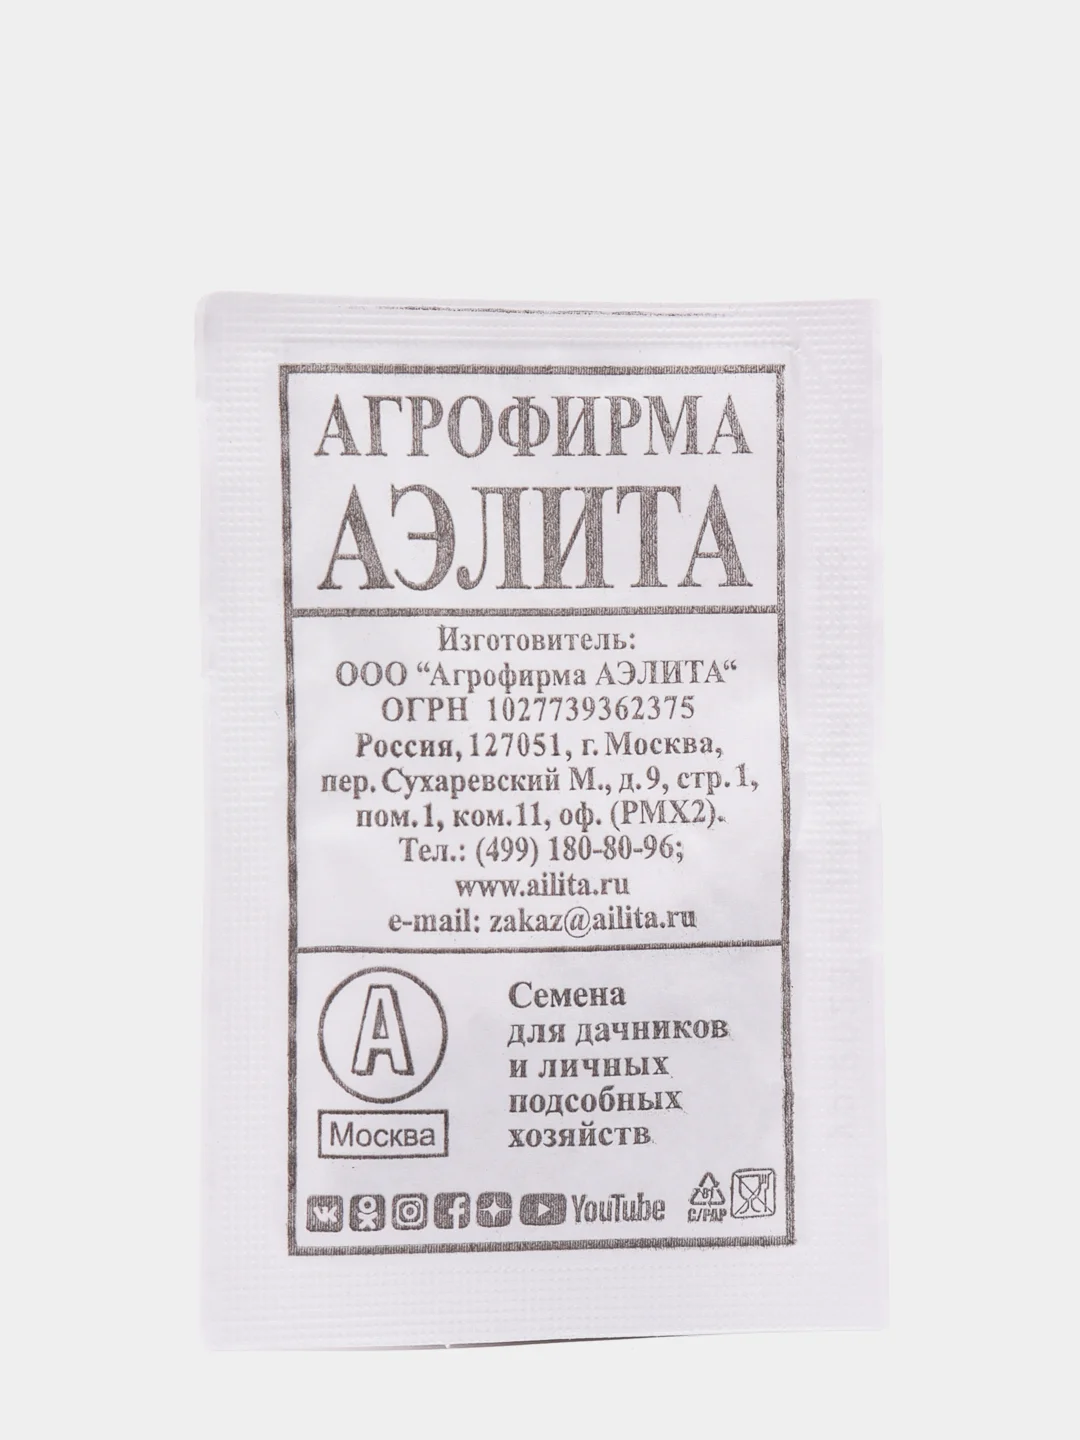 АГРОФИРМА
АЭЛИТА
Изготовитель:
ООО “Агрофирма АЭЛИТА“
ОГРН 1027739362375
Россия, 127051, г. Москва,
пер. Сухаревский М., д. 9, стр. 1,
пом. 1, ком. 11, оф. (РМХ2).
Тел.: (499) 180-80-96;
www.ailita.ru
e-mail: zakaz@ailita.ru
А
Москва
Семена
для дачников
и личных
подсобных
хозяйств
YouTube
81
C/PAP